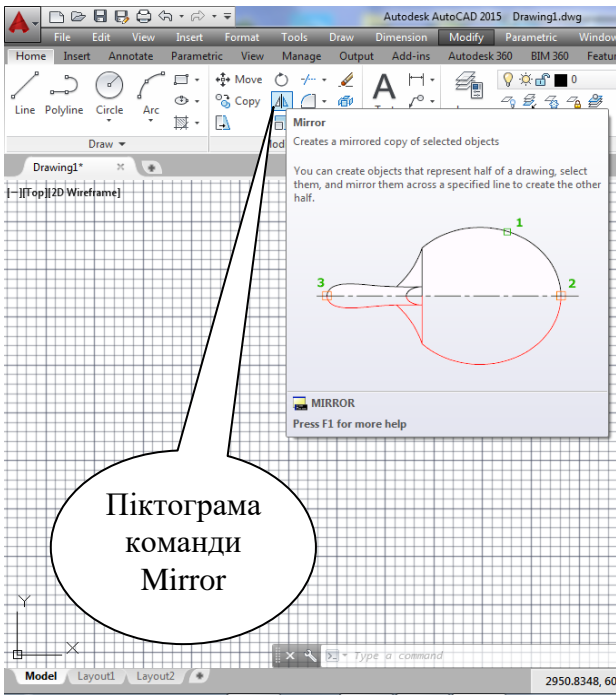 Autodesk AutoCAD 2015 Drawing1.dwg
File Edit View Insert Format Tools Draw Dimension Modify Parametric Window
Home Insert Annotate Parametric View Manage Output Add-ins Autodesk 360 BIM 360 Featur
Move
Copy
Line Polyline Circle Arc
A
0
Draw
Drawing1*
Mirror
Creates a mirrored copy of selected objects
You can create objects that represent half of a drawing, select
them, and mirror them across a specified line to create the other
half.
[−][Top][2D Wireframe]
1
2
3
MIRROR
Press F1 for more help
Піктограма
команди
Mirror
Y
X
Type a command
Model Layout1 Layout2
2950.8348, 60